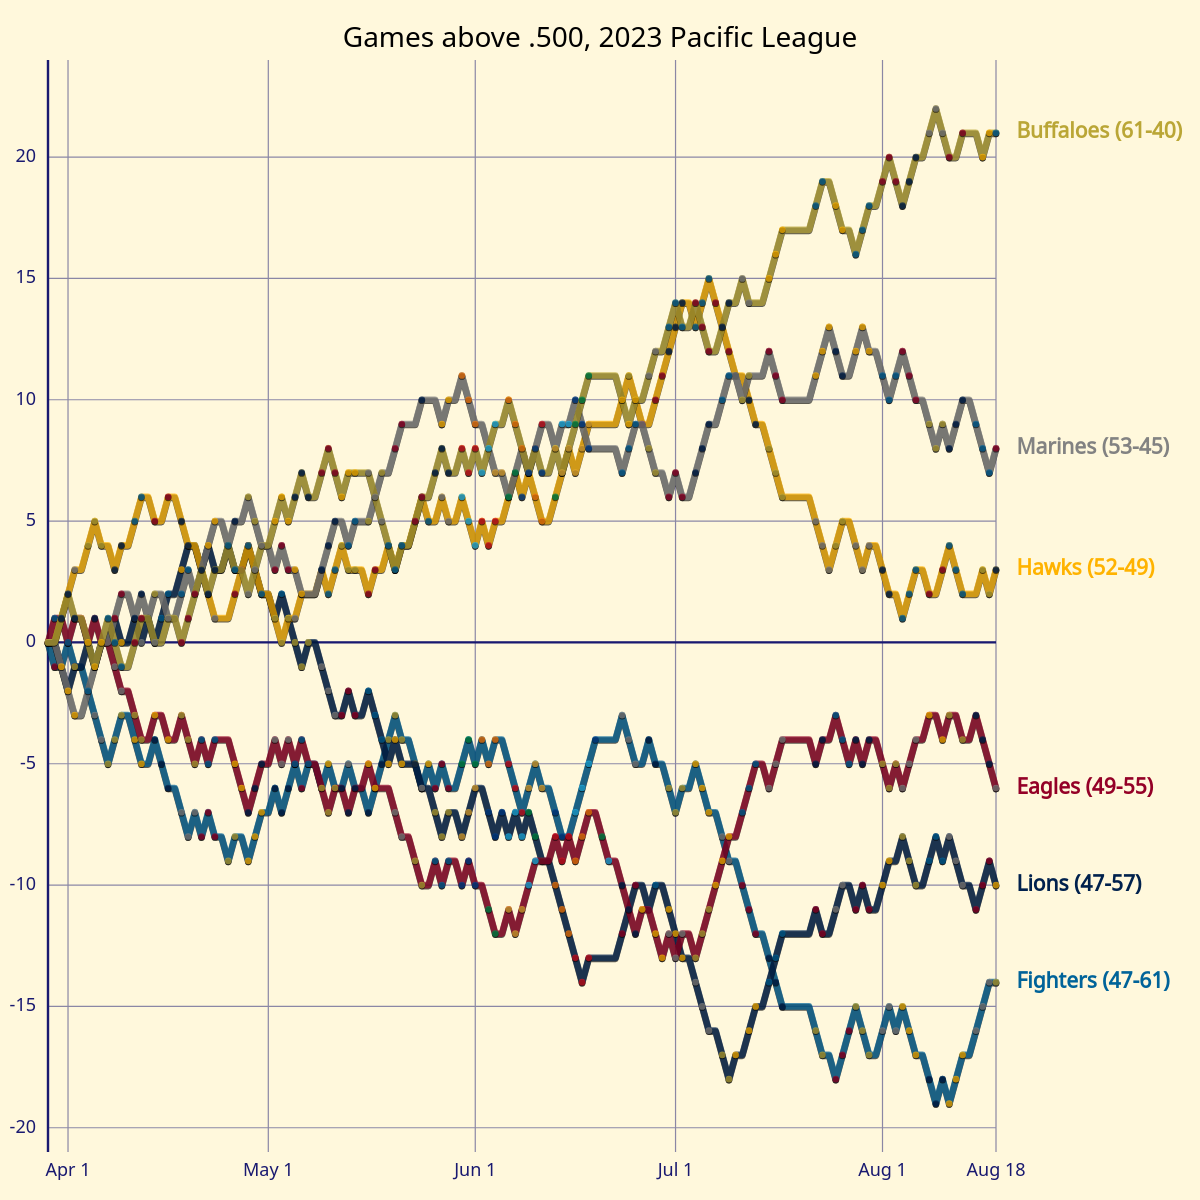 Games above .500, 2023 Pacific League
20
15
10
5
0
-5
-10
-15
-20
Buffaloes (61-40)
Marines (53-45)
Hawks (52-49)
Eagles (49-55)
Lions (47-57)
Fighters (47-61)
Apr 1
May 1
Jun 1
Jul 1
Aug 1
Aug 18